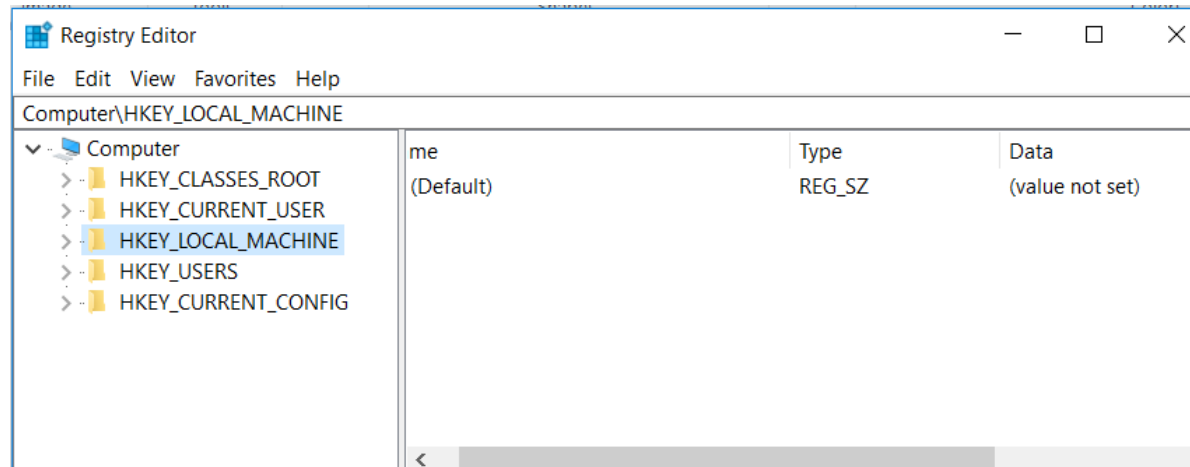 Registry Editor
File Edit View Favorites Help
Computer\HKEY_LOCAL_MACHINE
Computer
HKEY_CLASSES_ROOT
HKEY_CURRENT_USER
HKEY_LOCAL_MACHINE
HKEY_USERS
HKEY_CURRENT_CONFIG
me Type Data
(Default) REG_SZ (value not set)